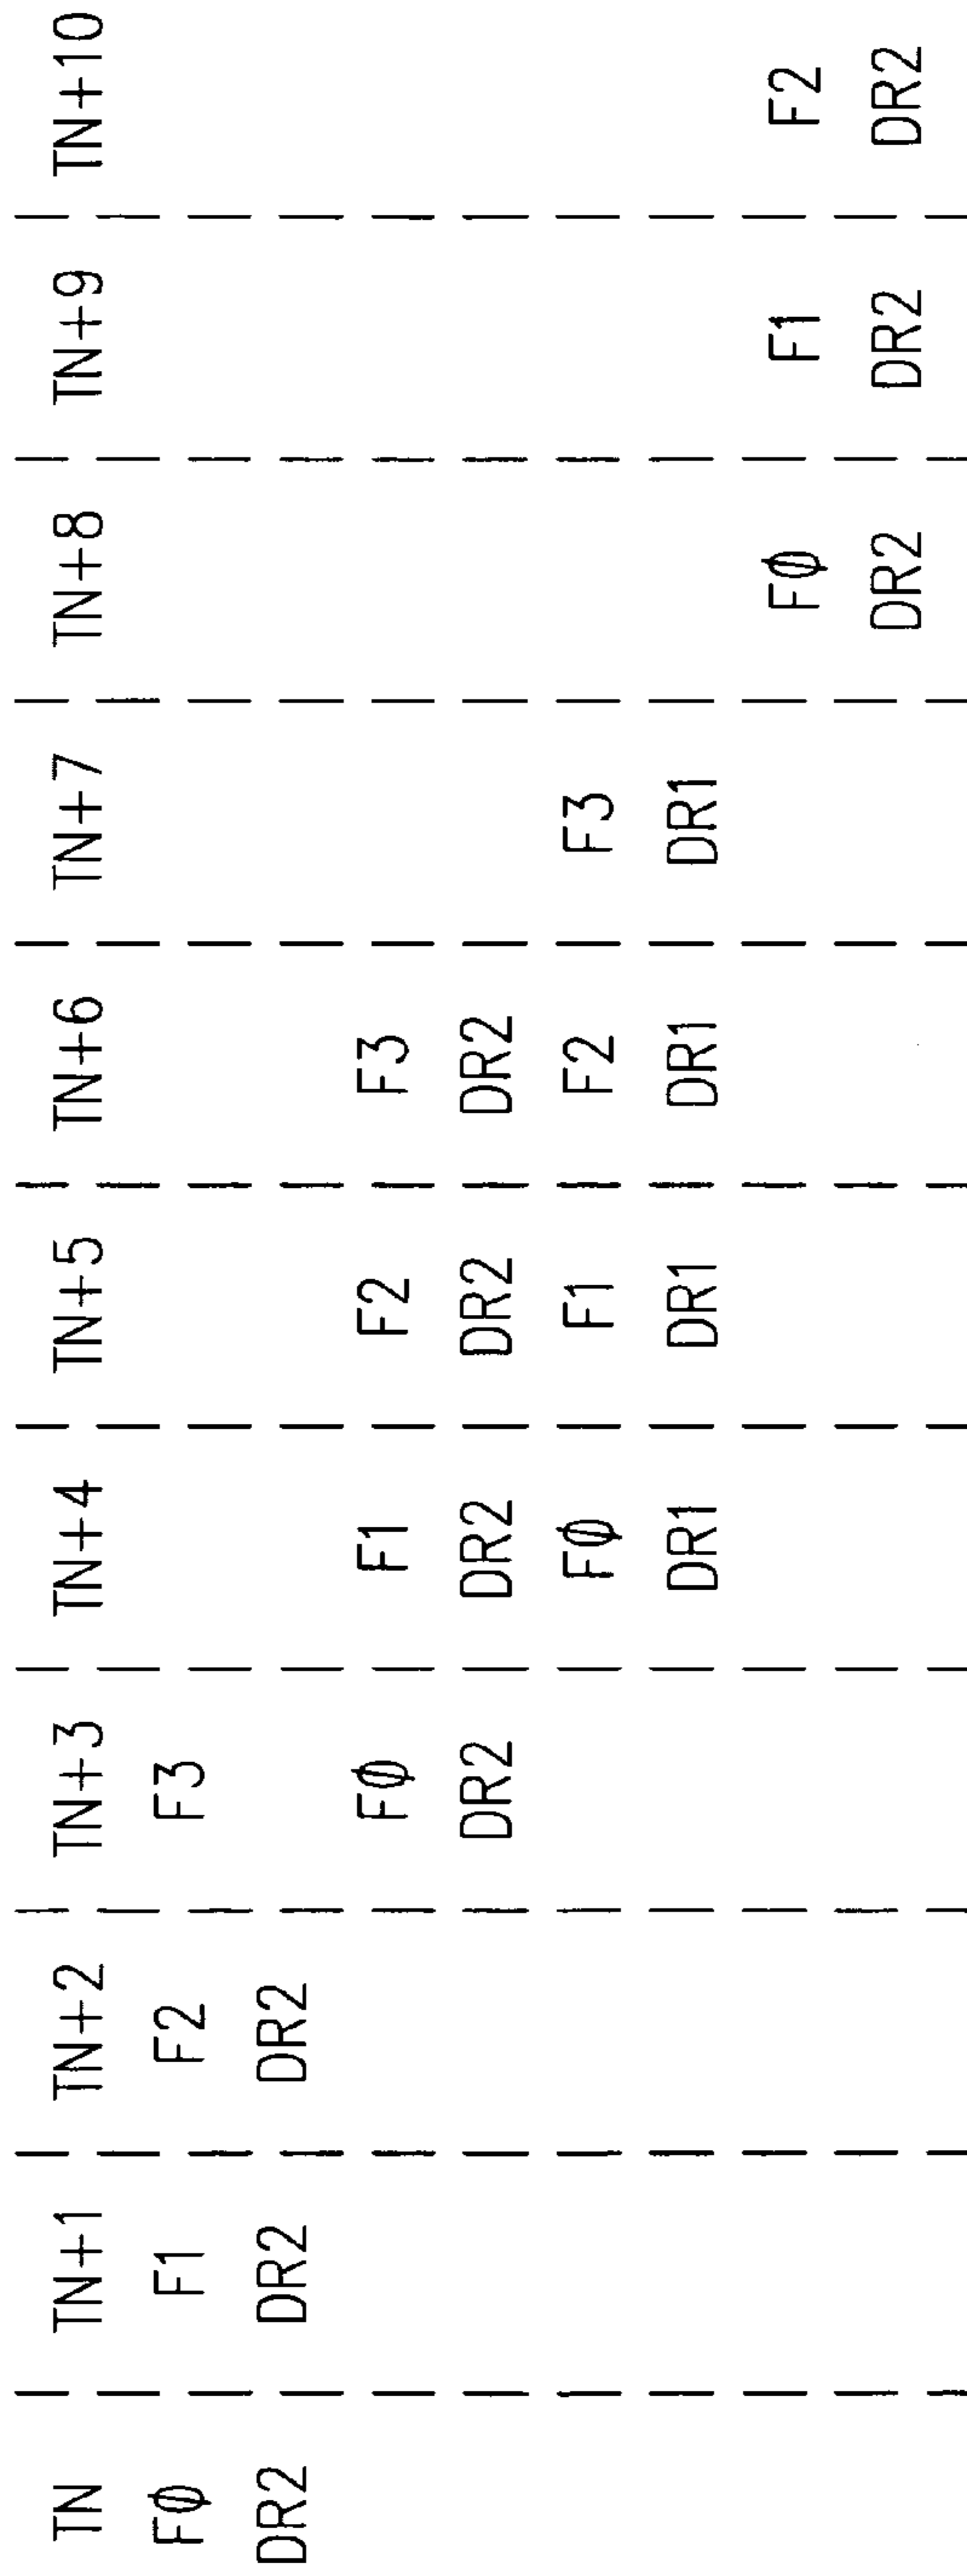 TN TN+1 TN+2 TN+3 TN+4 TN+5 TN+6 TN+7 TN+8 TN+9 TN+10
FØ F1 F2 F3
DR2 DR2 DR2
FØ F1 F2 F3
DR2 DR2 DR2 DR2
FØ F1 F2 F3
DR1 DR1 DR1 DR1
FØ F1 F2
DR2 DR2 DR2